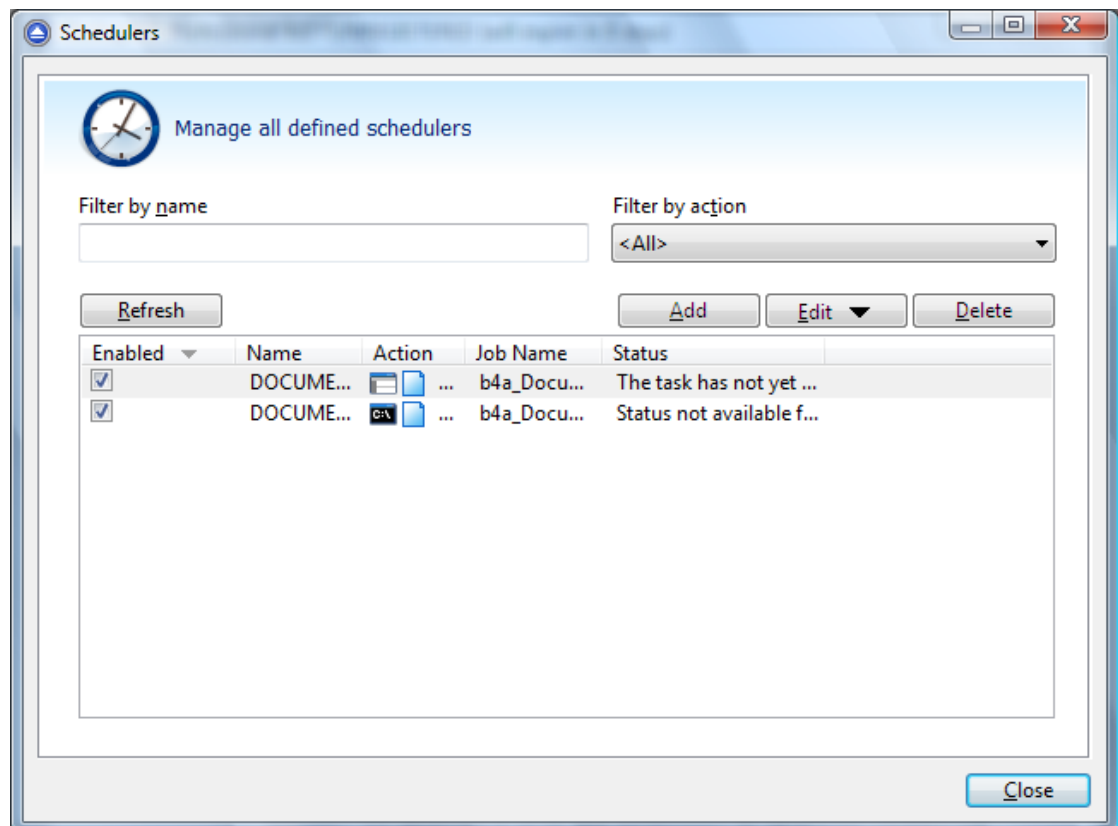 Schedulers
Manage all defined schedulers
Filter by name
Filter by action
<All>
Refresh
Add
Edit
Delete
Enabled Name Action Job Name Status
DOCUME... ... b4a_Docu... The task has not yet ...
DOCUME... C:\ ... b4a_Docu... Status not available f...
Close